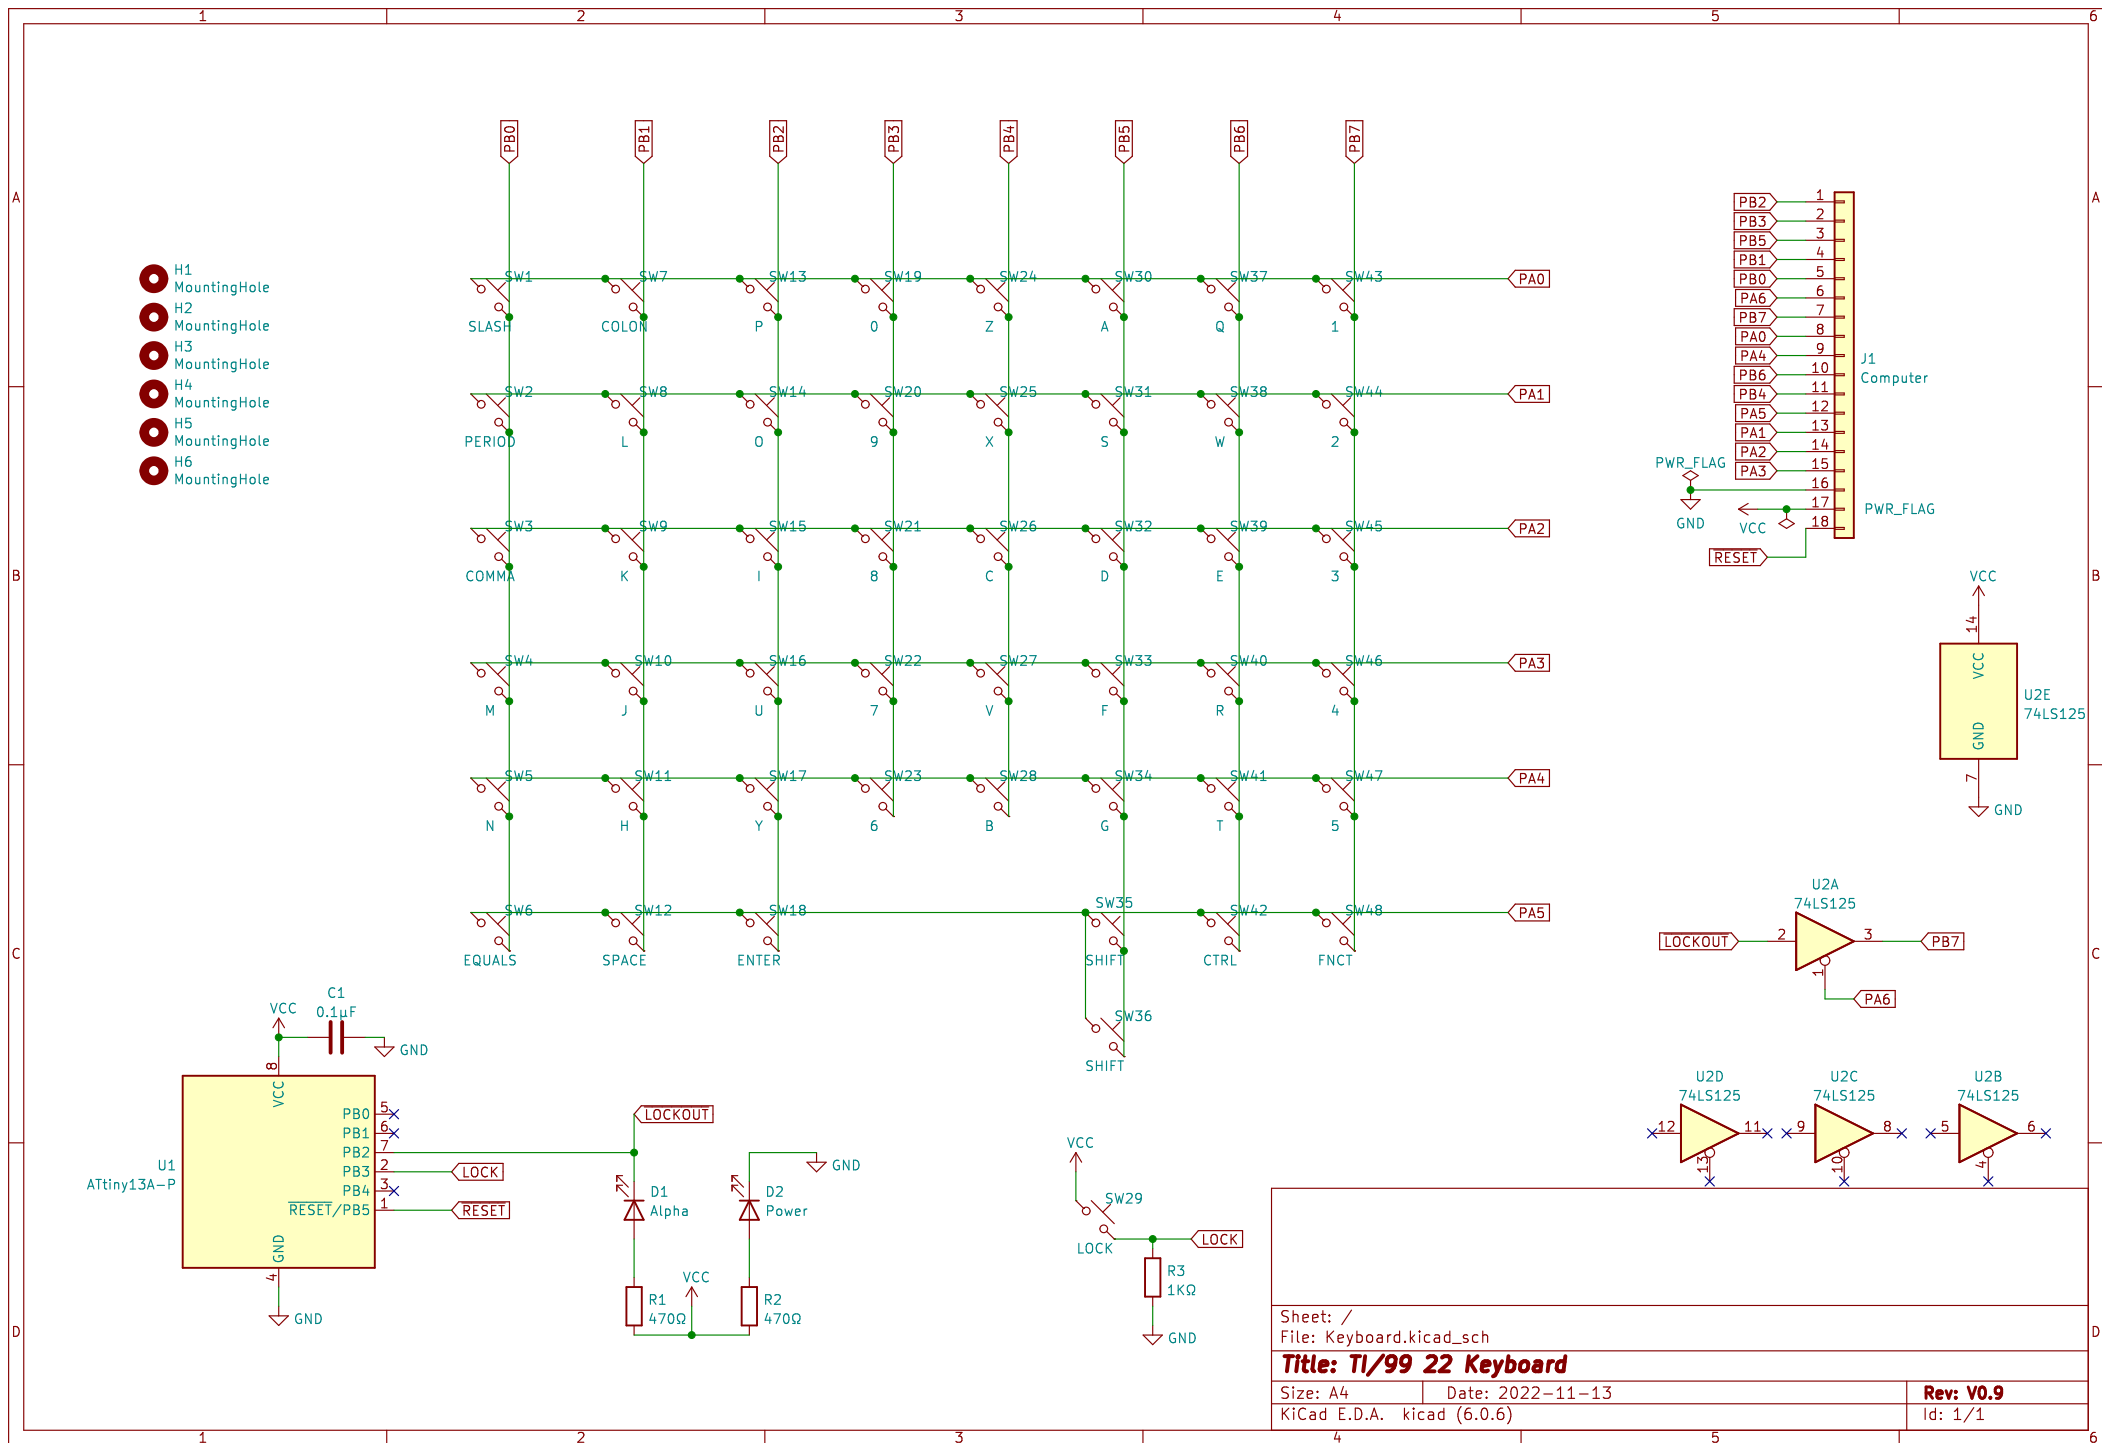 1 2 3 4 5 6
A
B
C
D
A
B
C
D
PB0 PB1 PB2 PB3 PB4 PB5 PB6 PB7
H1
MountingHole
H2
MountingHole
H3
MountingHole
H4
MountingHole
H5
MountingHole
H6
MountingHole
SW1 SW7 SW13 SW19 SW24 SW30 SW37 SW43 PA0
SLASH COLON P 0 Z A Q 1
SW2 SW8 SW14 SW20 SW25 SW31 SW38 SW44 PA1
PERIOD L O 9 X S W 2
SW3 SW9 SW15 SW21 SW26 SW32 SW39 SW45 PA2
COMMA K I 8 C D E 3
SW4 SW10 SW16 SW22 SW27 SW33 SW40 SW46 PA3
M J U 7 V F R 4
SW5 SW11 SW17 SW23 SW28 SW34 SW41 SW47 PA4
N H Y 6 B G T 5
SW6 SW12 SW18 SW35 SW42 SW48 PA5
EQUALS SPACE ENTER SHIFT CTRL FNCT
SW36
SHIFT
PB2 1
PB3 2
PB5 3
PB1 4
PB0 5
PA6 6
PB7 7
PA0 8
PA4 9
PB6 10
PB4 11
PA5 12
PA1 13
PA2 14
PA3 15
16
17
18
J1
Computer
PWR_FLAG
GND
VCC
PWR_FLAG
RESET
VCC
14
VCC
GND
7
GND
U2E
74LS125
U2A
74LS125
LOCKOUT 2 3 PB7
1
PA6
U2D
74LS125
12 11
13
U2C
74LS125
9 8
10
U2B
74LS125
5 6
4
C1
0.1µF
VCC
GND
8
VCC
U1
ATtiny13A-P
PB0 5
PB1 6
PB2 7
PB3 2
PB4 3
RESET/PB5 1
GND
4
GND
LOCK
RESET
LOCKOUT
D1
Alpha
D2
Power
GND
VCC
R1
470Ω
R2
470Ω
VCC
SW29
LOCK
LOCK
R3
1KΩ
GND
Sheet: /
File: Keyboard.kicad_sch
Title: TI/99 22 Keyboard
Size: A4 Date: 2022-11-13 Rev: V0.9
KiCad E.D.A. kicad (6.0.6) Id: 1/1
1 2 3 4 5 6